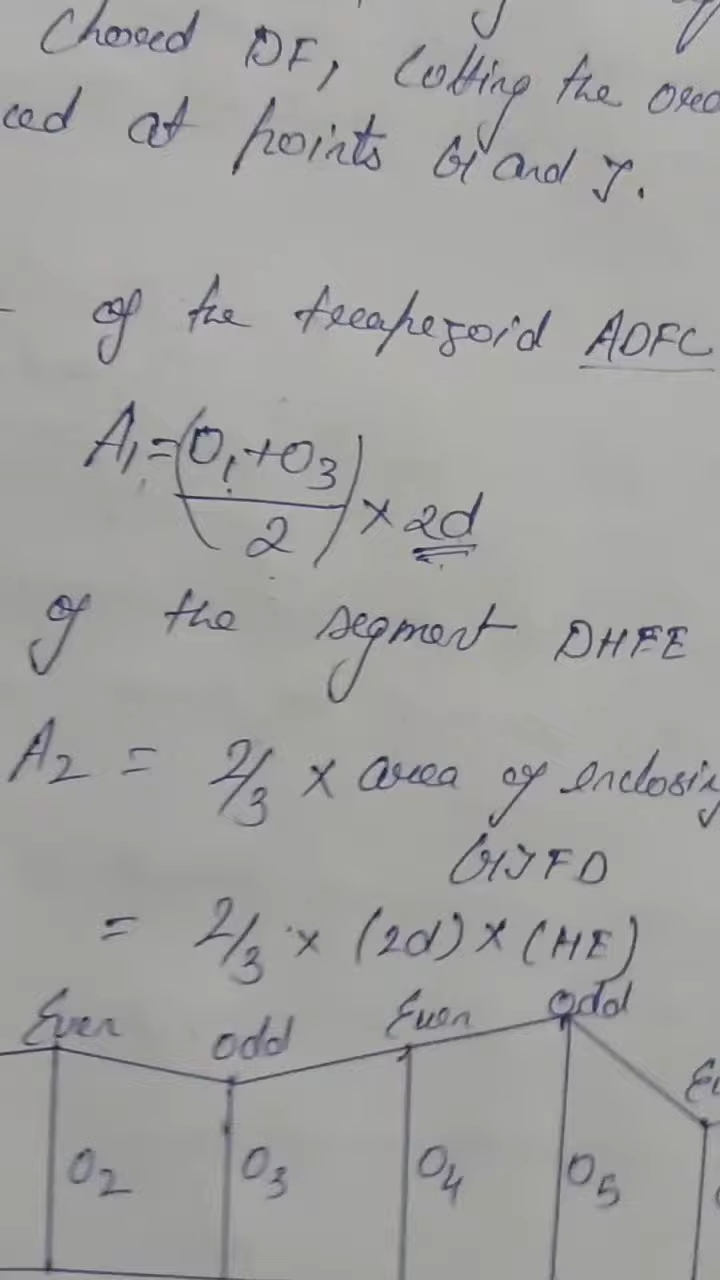 Chord DF, Cutting the ord
ced at points G and J.
of the trapezoid ADFC
A1 = (O1+O3 / 2) × 2d
of the segment DHFE
A2 = 2/3 × area of enclosing
GJFD
= 2/3 × (2d) × (HE)
Even odd Even odd
O2 O3 O4 O5